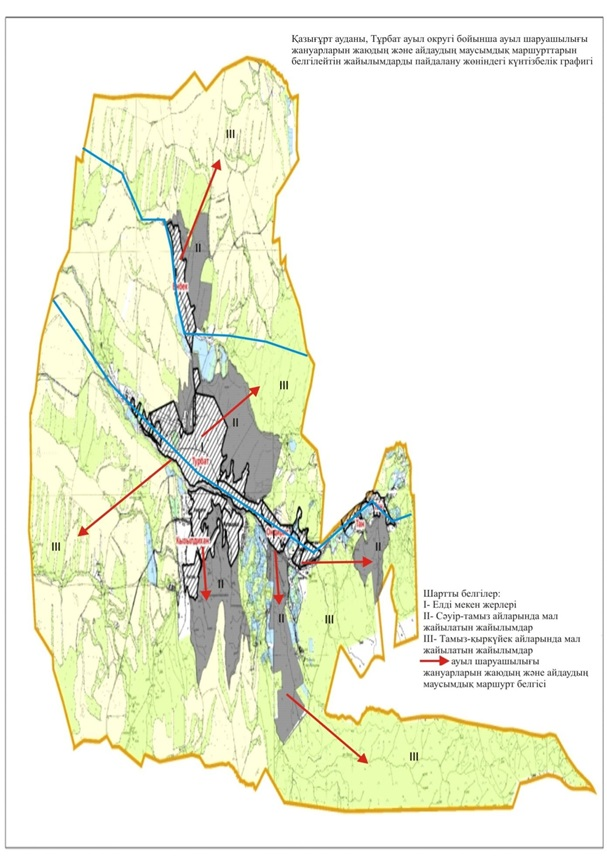 Қазығұрт ауданы, Тұрбат ауыл округі бойынша ауыл шаруашылығы
жануарларын жаюдың және айдаудың маусымдық маршурттарын
белгілейтін жайылымдарды пайдалану жөніндегі күнтізбелік графигі
III
II
III
II
I
Тұрбат
III
Қызылдихан
II
II
II
III
III
Шартты белгілер:
I- Елді мекен жерлері
II- Сәуір-тамыз айларында мал
жайылатын жайылымдар
III- Тамыз-қыркүйек айларында мал
жайылатын жайылымдар
ауыл шаруашылығы
жануарларын жаюдың және айдаудың
маусымдық маршурт белгісі